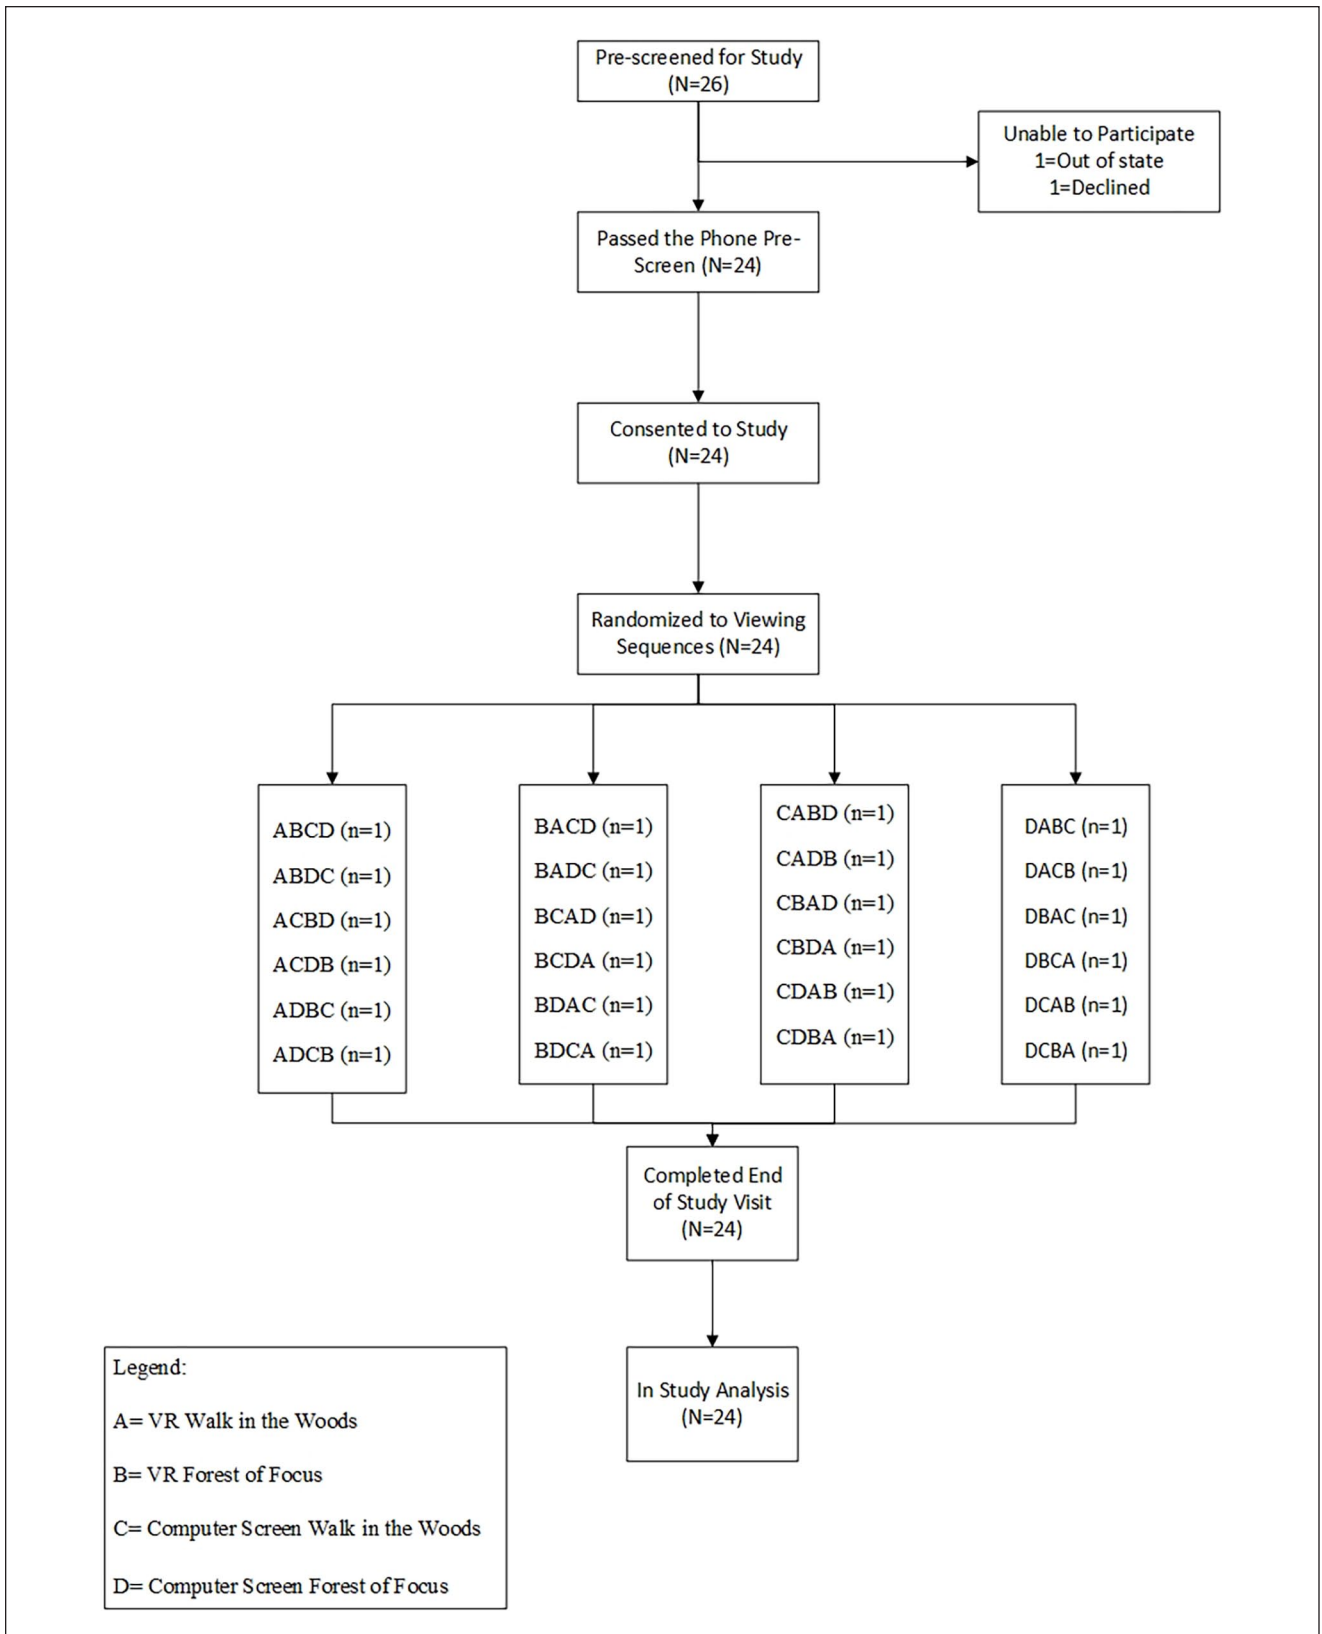 Pre-screened for Study
(N=26)
Unable to Participate
1=Out of state
1=Declined
Passed the Phone Pre-
Screen (N=24)
Consented to Study
(N=24)
Randomized to Viewing
Sequences (N=24)
ABCD (n=1)
ABDC (n=1)
ACBD (n=1)
ACDB (n=1)
ADBC (n=1)
ADCB (n=1)
BACD (n=1)
BADC (n=1)
BCAD (n=1)
BCDA (n=1)
BDAC (n=1)
BDCA (n=1)
CABD (n=1)
CADB (n=1)
CBAD (n=1)
CBDA (n=1)
CDAB (n=1)
CDBA (n=1)
DABC (n=1)
DACB (n=1)
DBAC (n=1)
DBCA (n=1)
DCAB (n=1)
DCBA (n=1)
Completed End
of Study Visit
(N=24)
In Study Analysis
(N=24)
Legend:
A= VR Walk in the Woods
B= VR Forest of Focus
C= Computer Screen Walk in the Woods
D= Computer Screen Forest of Focus